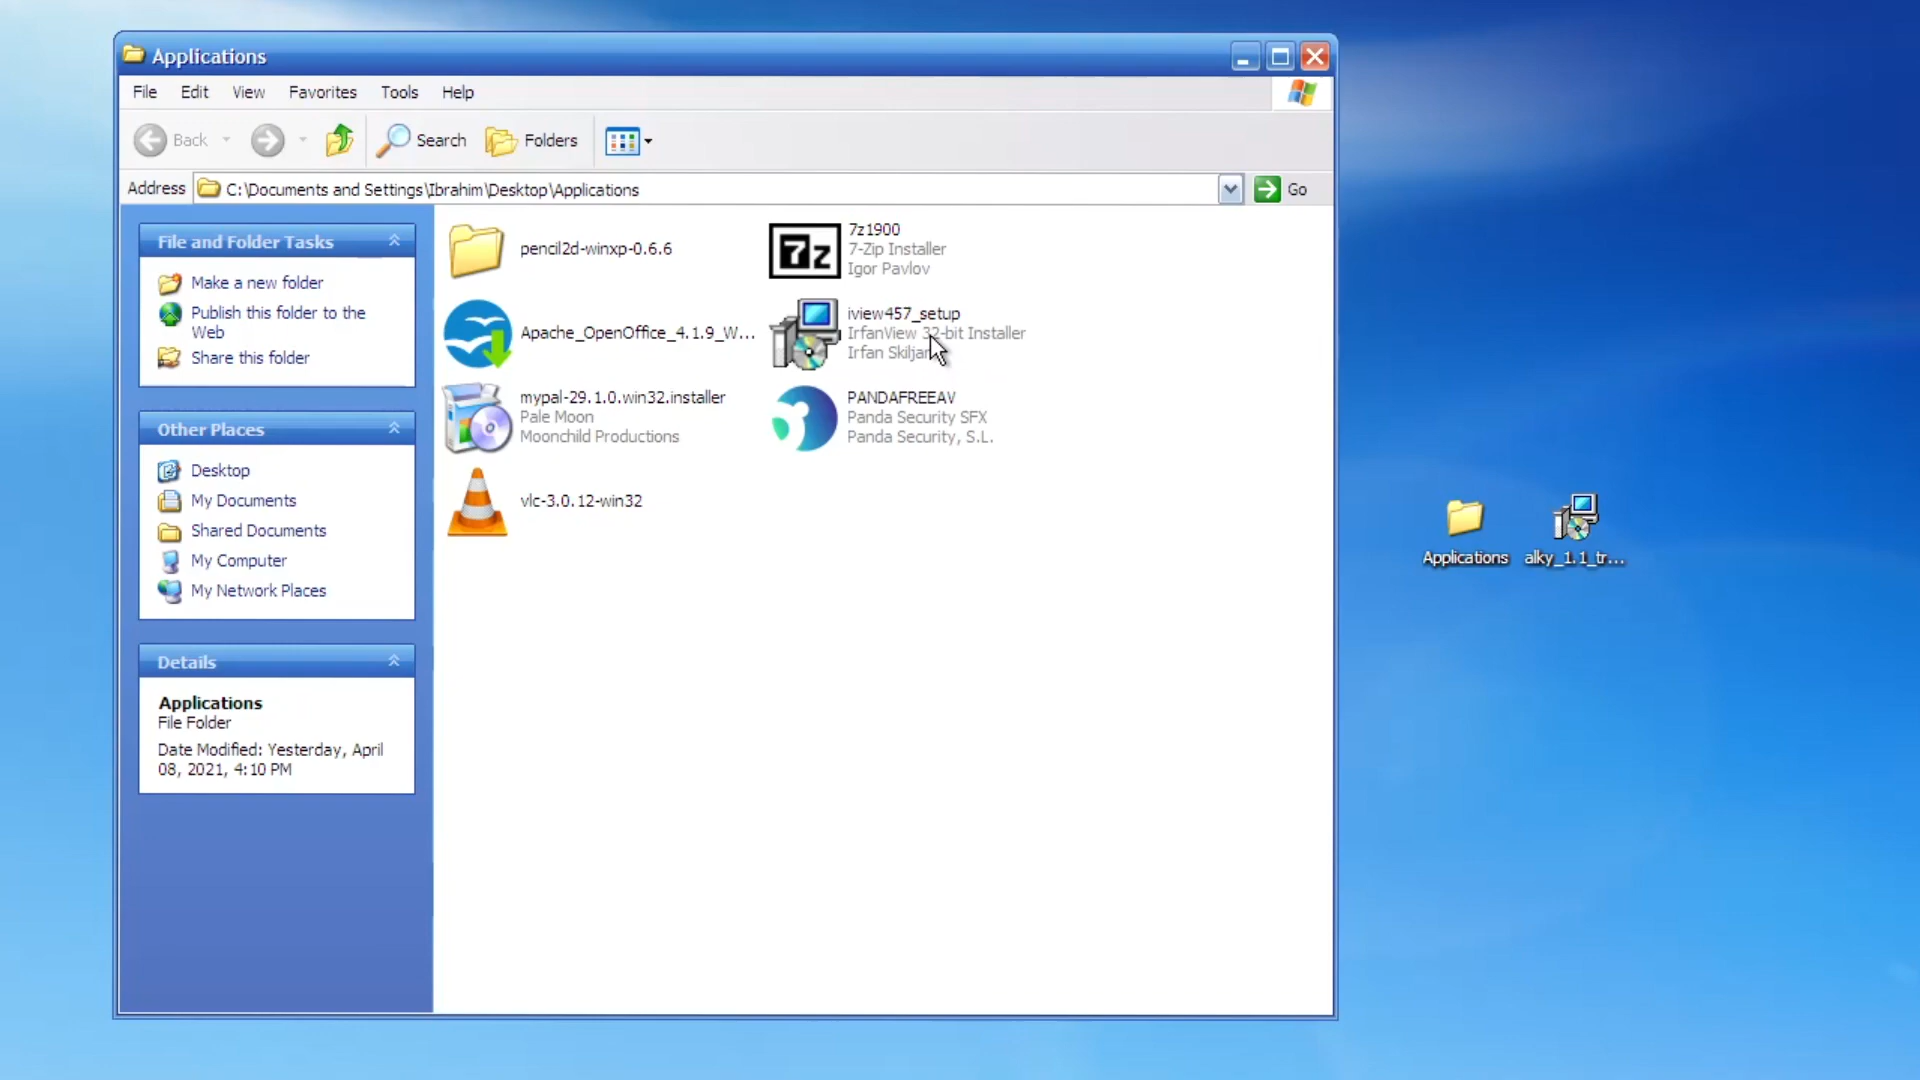 Applications
File Edit View Favorites Tools Help
Back Search Folders
Address C:\Documents and Settings\Ibrahim\Desktop\Applications Go
File and Folder Tasks
Make a new folder
Publish this folder to the
Web
Share this folder
Other Places
Desktop
My Documents
Shared Documents
My Computer
My Network Places
Details
Applications
File Folder
Date Modified: Yesterday, April
08, 2021, 4:10 PM
pencil2d-winxp-0.6.6
7z
7z1900
7-Zip Installer
Igor Pavlov
Apache_OpenOffice_4.1.9_W...
iview457_setup
IrfanView 32-bit Installer
Irfan Skiljan
mypal-29.1.0.win32.installer
Pale Moon
Moonchild Productions
PANDAFREEAV
Panda Security SFX
Panda Security, S.L.
vlc-3.0.12-win32
Applications
alky_1.1_tr...